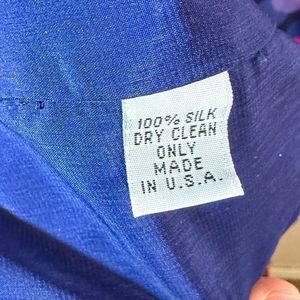 100% SILK
DRY CLEAN
ONLY
MADE
IN U.S.A.